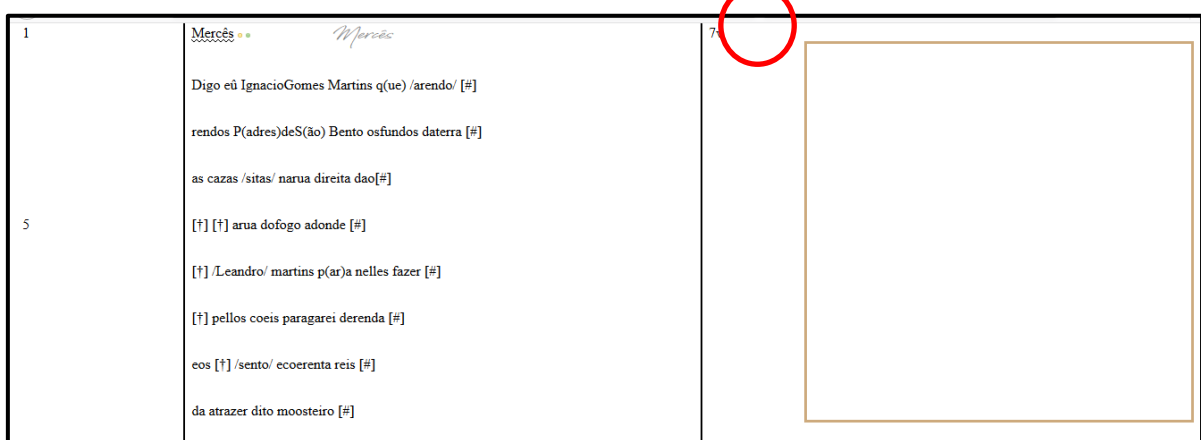 1 Mercês Mercês 7v
Digo eû IgnacioGomes Martins q(ue) /arendo/ [#]
rendos P(adres)deS(ão) Bento osfundos daterra [#]
as cazas /sitas/ narua direita dao[#]
5 [†] [†] arua dofogo adonde [#]
[†] /Leandro/ martins p(ar)a nelles fazer [#]
[†] pellos coeis paragarei derenda [#]
eos [†] /sento/ ecoerenta reis [#]
da atrazer dito moosteiro [#]